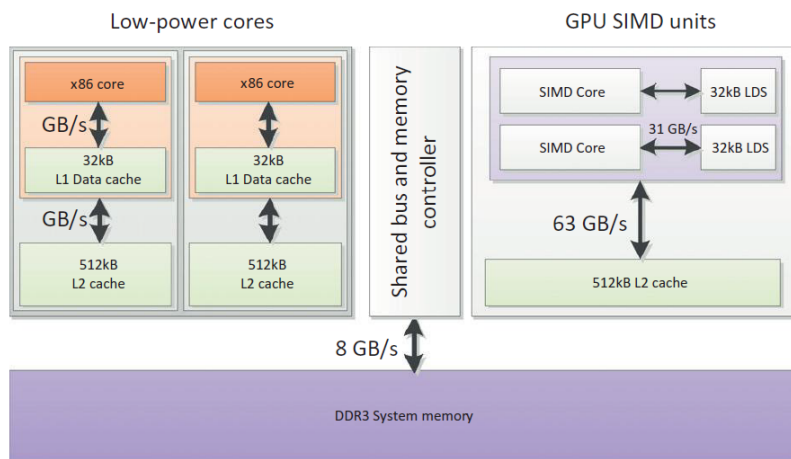 Low-power cores
GPU SIMD units
x86 core
x86 core
GB/s
32kB
L1 Data cache
32kB
L1 Data cache
GB/s
512kB
L2 cache
512kB
L2 cache
Shared bus and memory
controller
SIMD Core
32kB LDS
31 GB/s
SIMD Core
32kB LDS
63 GB/s
512kB L2 cache
8 GB/s
DDR3 System memory